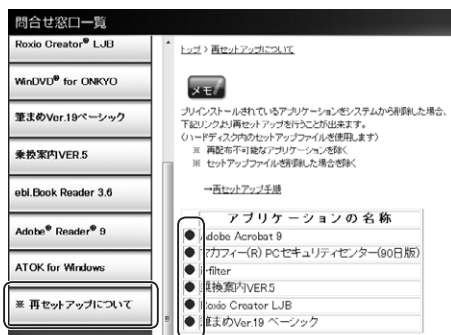 問合せ窓口一覧
Roxio Creator® LJB
WinDVD® for ONKYO
筆まめVer.19ベーシック
乗換案内VER.5
ebi.Book Reader 3.6
Adobe® Reader® 9
ATOK for Windows
※ 再セットアップについて
トップ > 再セットアップについて
メモ
プリインストールされているアプリケーションをシステムから削除した場合、
下記リンクより再セットアップを行うことが出来ます。
(ハードディスク内のセットアップファイルを使用します)
※ 再配布不可能なアプリケーションを除く
※ セットアップファイルを削除した場合を除く
→再セットアップ手順
アプリケーションの名称
● Adobe Acrobat 9
● マカフィー(R) PCセキュリティセンター(90日版)
● i-filter
● 乗換案内VER5
● Roxio Creator LJB
● 筆まめVer.19 ベーシック